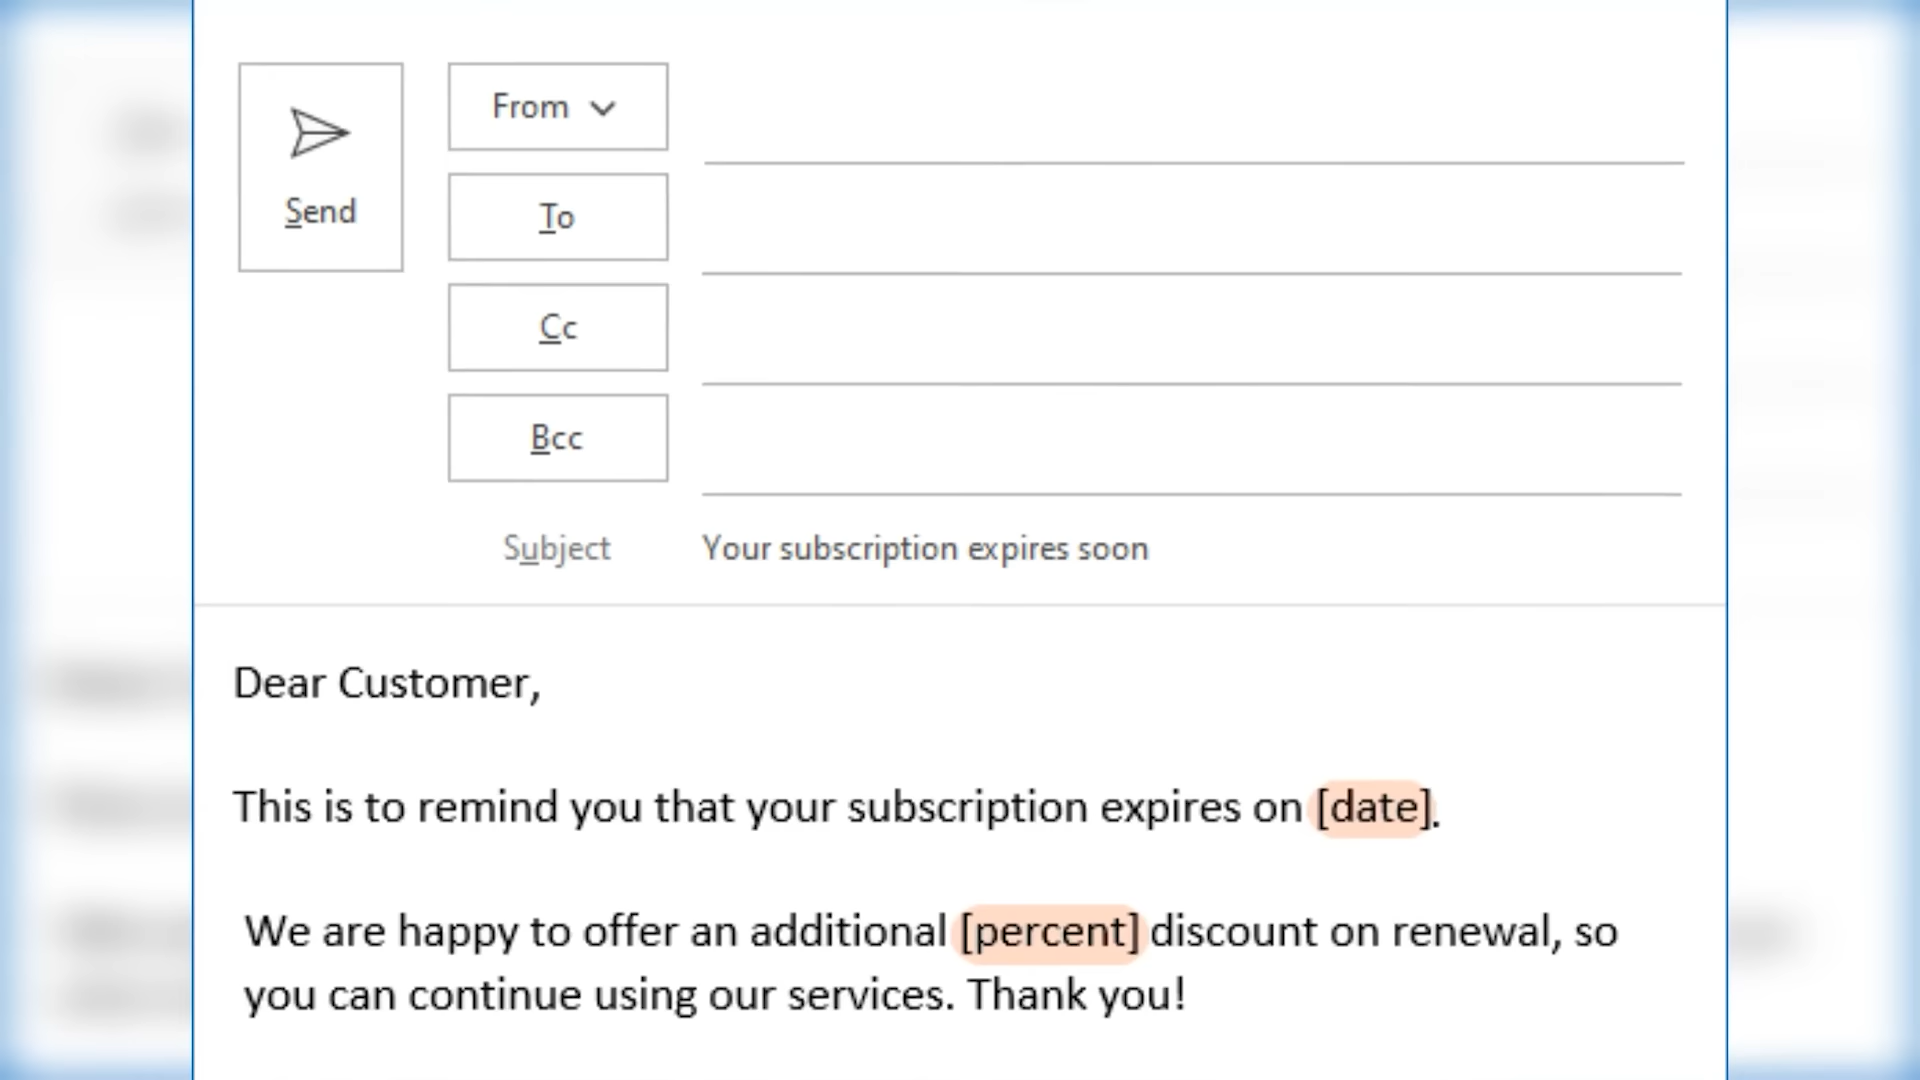 From
Send
To
Cc
Bcc
Subject Your subscription expires soon
Dear Customer,
This is to remind you that your subscription expires on [date].
We are happy to offer an additional [percent] discount on renewal, so
you can continue using our services. Thank you!